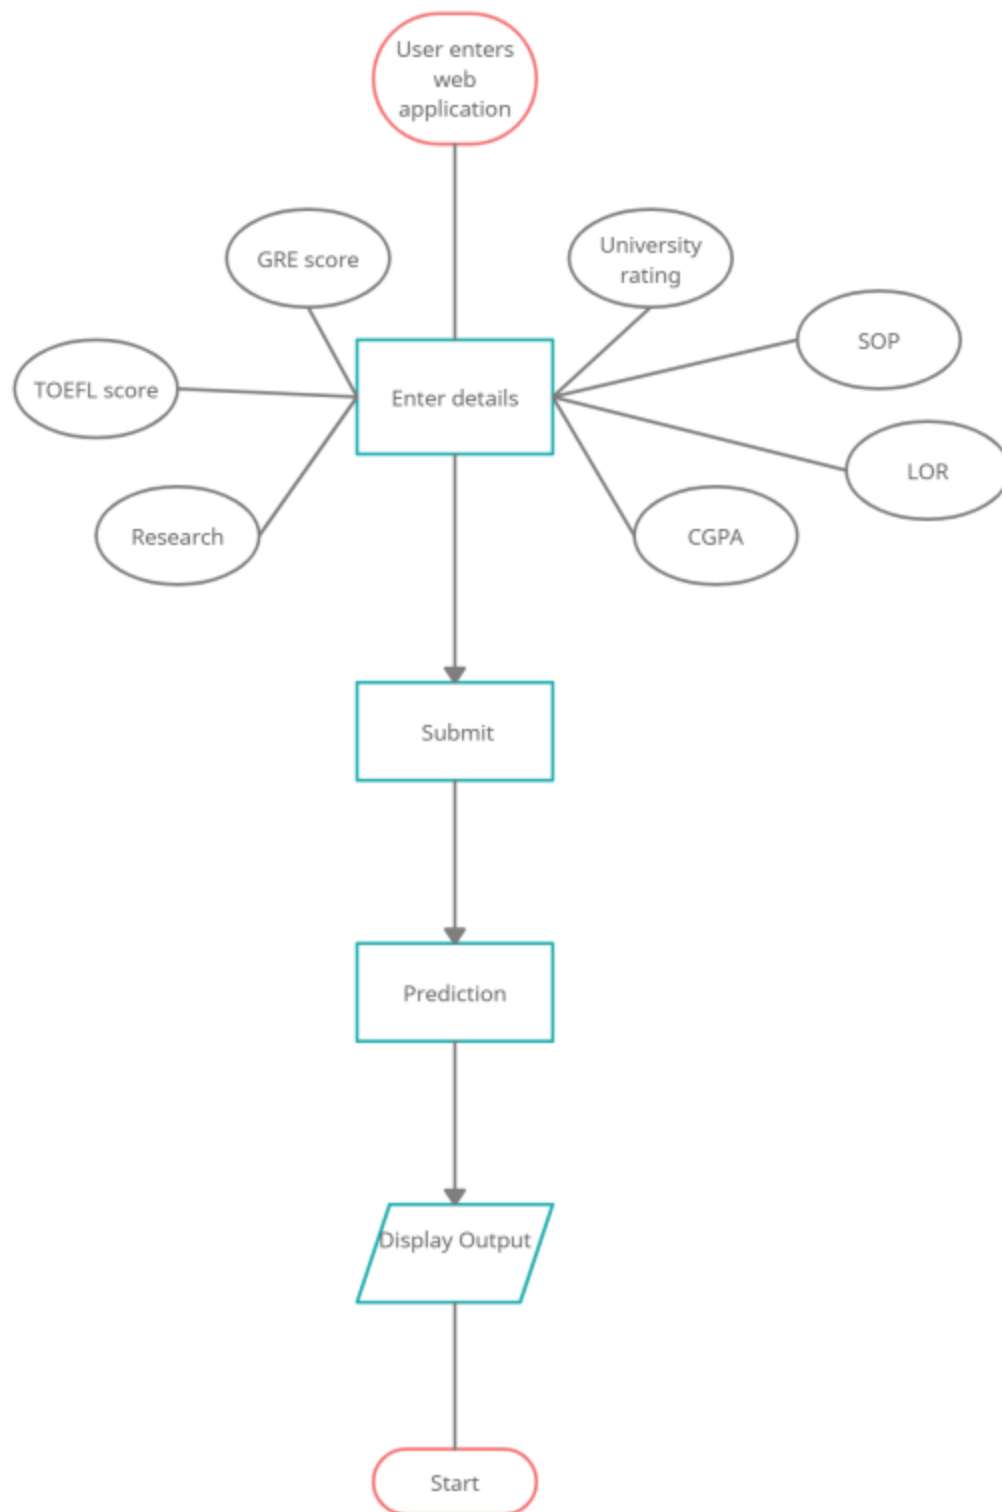 User enters
web
application
GRE score
University
rating
SOP
TOEFL score
Enter details
LOR
Research
CGPA
Submit
Prediction
Display Output
Start